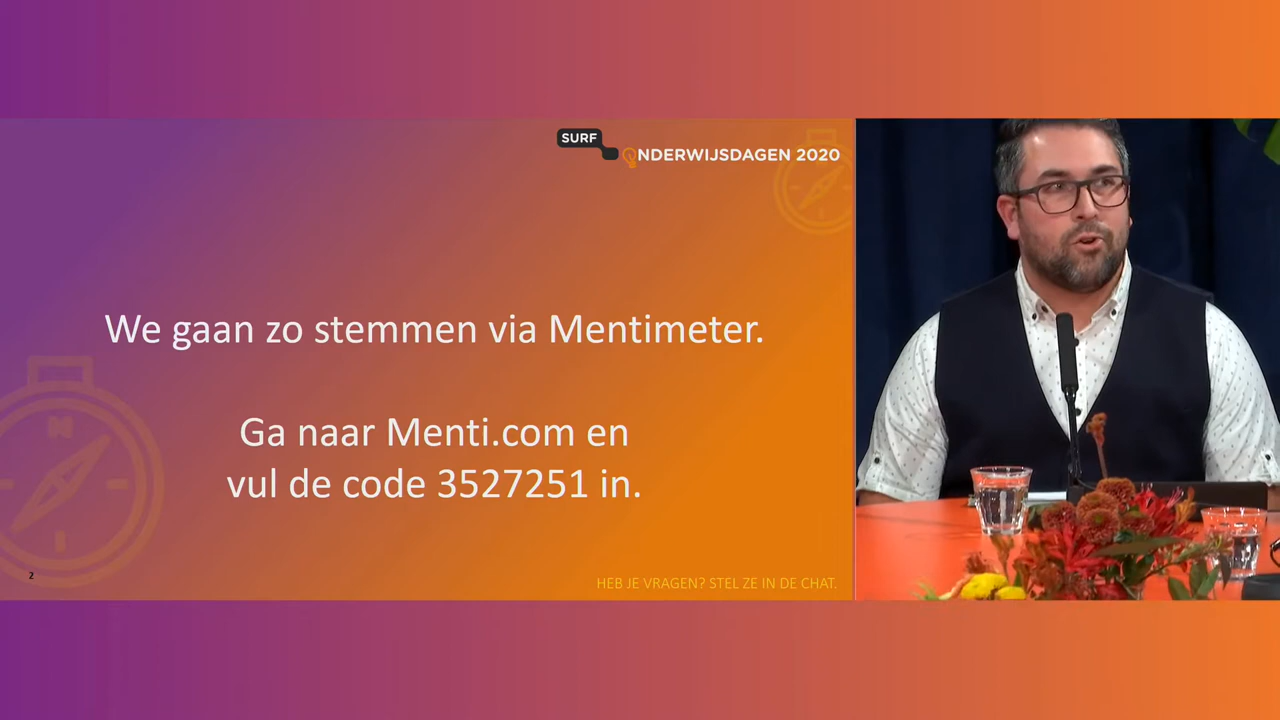 SURF
ONDERWIJSDAGEN 2020
We gaan zo stemmen via Mentimeter.
Ga naar Menti.com en
vul de code 3527251 in.
2
HEB JE VRAGEN? STEL ZE IN DE CHAT.